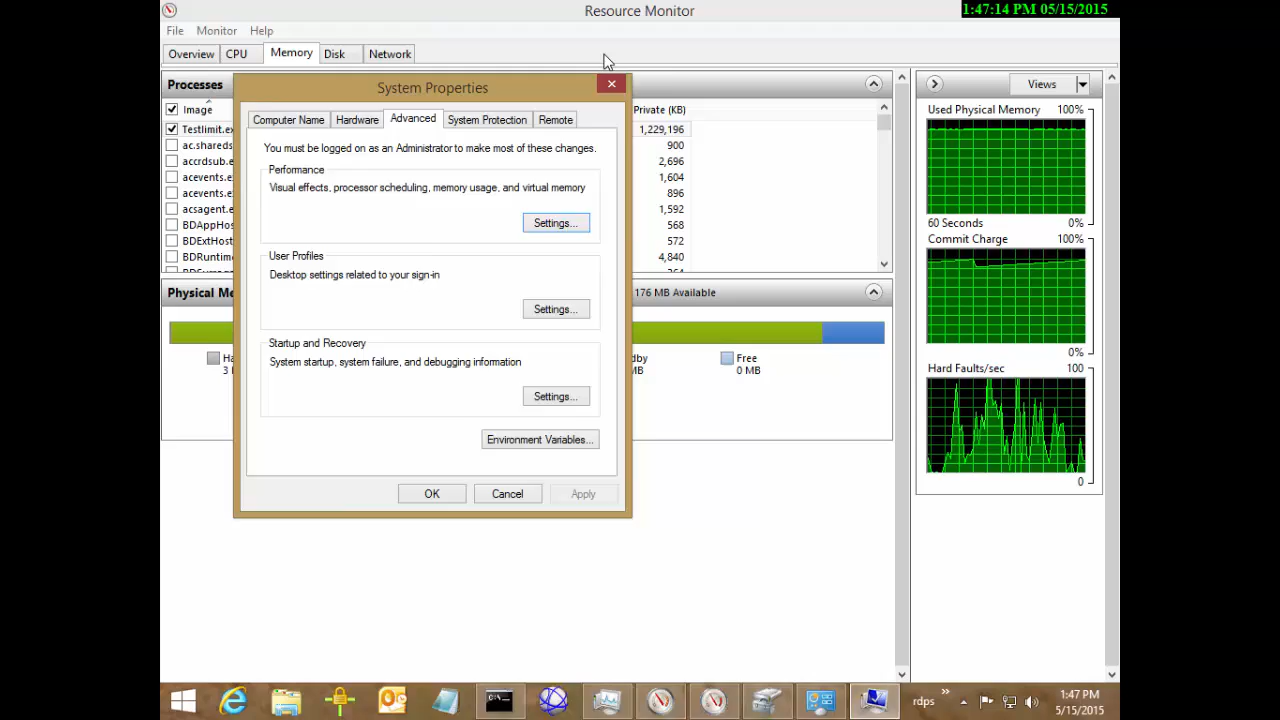 Resource Monitor
1:47:14 PM 05/15/2015
File Monitor Help
Overview CPU Memory Disk Network
Processes
Image
Private (KB)
Testlimit.ex
1,229,196
ac.shareds
900
accrdsub.e
2,696
acevents.e
1,604
acevents.e
896
acsagent.e
1,592
BDAppHos
568
BDExtHost
572
BDRuntim
4,840
Physical Me
176 MB Available
Ha
3
dby
MB
Free
0 MB
System Properties
Computer Name Hardware Advanced System Protection Remote
You must be logged on as an Administrator to make most of these changes.
Performance
Visual effects, processor scheduling, memory usage, and virtual memory
Settings...
User Profiles
Desktop settings related to your sign-in
Settings...
Startup and Recovery
System startup, system failure, and debugging information
Settings...
Environment Variables...
OK Cancel Apply
Views
Used Physical Memory 100%
60 Seconds 0%
Commit Charge 100%
0%
Hard Faults/sec 100
0
rdps
1:47 PM
5/15/2015